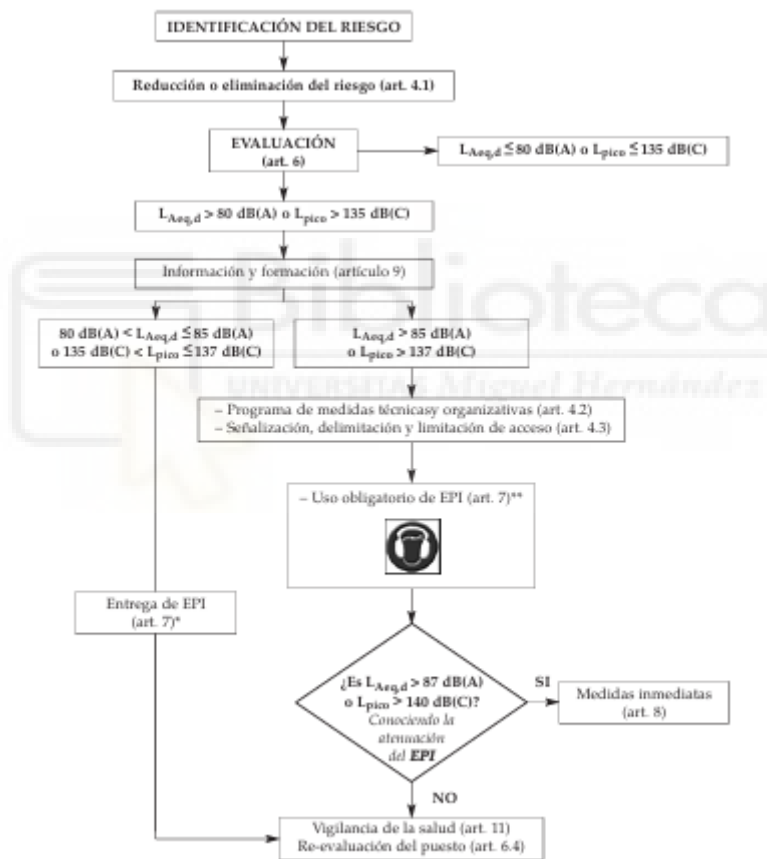 IDENTIFICACIÓN DEL RIESGO
Reducción o eliminación del riesgo (art. 4.1)
EVALUACIÓN
(art. 6)
LAeq,d ≤ 80 dB(A) o Lpico ≤ 135 dB(C)
LAeq,d > 80 dB(A) o Lpico > 135 dB(C)
Información y formación (artículo 9)
80 dB(A) < LAeq,d ≤ 85 dB(A)
o 135 dB(C) < Lpico ≤ 137 dB(C)
LAeq,d > 85 dB(A)
o Lpico > 137 dB(C)
– Programa de medidas técnicasy organizativas (art. 4.2)
– Señalización, delimitación y limitación de acceso (art. 4.3)
– Uso obligatorio de EPI (art. 7)**
Entrega de EPI
(art. 7)*
¿Es LAeq,d > 87 dB(A)
o Lpico > 140 dB(C)?
Conociendo la
atenuación
del EPI
SI
Medidas inmediatas
(art. 8)
NO
Vigilancia de la salud (art. 11)
Re-evaluación del puesto (art. 6.4)
Biblioteca
UNIVERSITAS Miguel Hernández